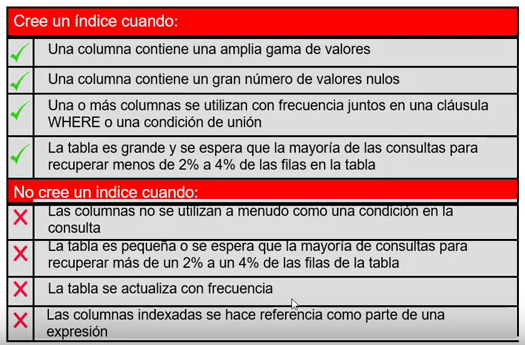 Cree un índice cuando:
Una columna contiene una amplia gama de valores
Una columna contiene un gran número de valores nulos
Una o más columnas se utilizan con frecuencia juntos en una cláusula
WHERE o una condición de unión
La tabla es grande y se espera que la mayoría de las consultas para
recuperar menos de 2% a 4% de las filas en la tabla
No cree un indice cuando:
Las columnas no se utilizan a menudo como una condición en la
consulta
La tabla es pequeña o se espera que la mayoría de consultas para
recuperar más de un 2% a un 4% de las filas de la tabla
La tabla se actualiza con frecuencia
Las columnas indexadas se hace referencia como parte de una
expresión